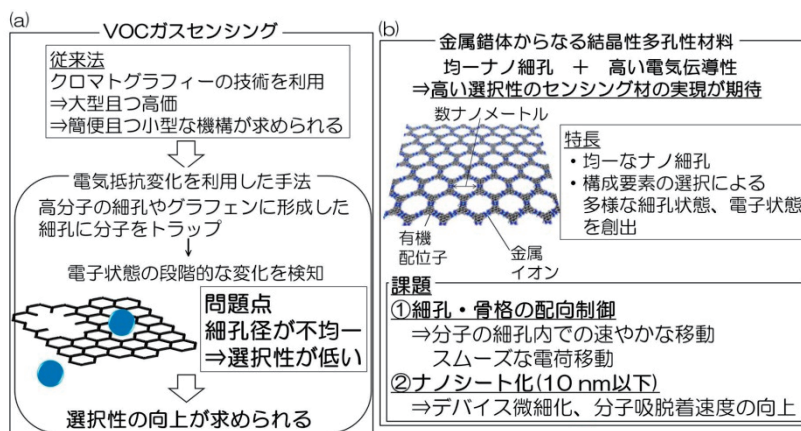 (a)
VOCガスセンシング
従来法
クロマトグラフィーの技術を利用
⇒大型且つ高価
⇒簡便且つ小型な機構が求められる
電気抵抗変化を利用した手法
高分子の細孔やグラフェンに形成した
細孔に分子をトラップ
電子状態の段階的な変化を検知
問題点
細孔径が不均一
⇒選択性が低い
選択性の向上が求められる
(b)
金属錯体からなる結晶性多孔性材料
均一ナノ細孔 + 高い電気伝導性
⇒高い選択性のセンシング材の実現が期待
数ナノメートル
特長
・均一なナノ細孔
・構成要素の選択による
多様な細孔状態、電子状態
を創出
有機
配位子
金属
イオン
課題
①細孔・骨格の配向制御
⇒分子の細孔内での速やかな移動
スムーズな電荷移動
②ナノシート化(10 nm以下)
⇒デバイス微細化、分子吸脱着速度の向上